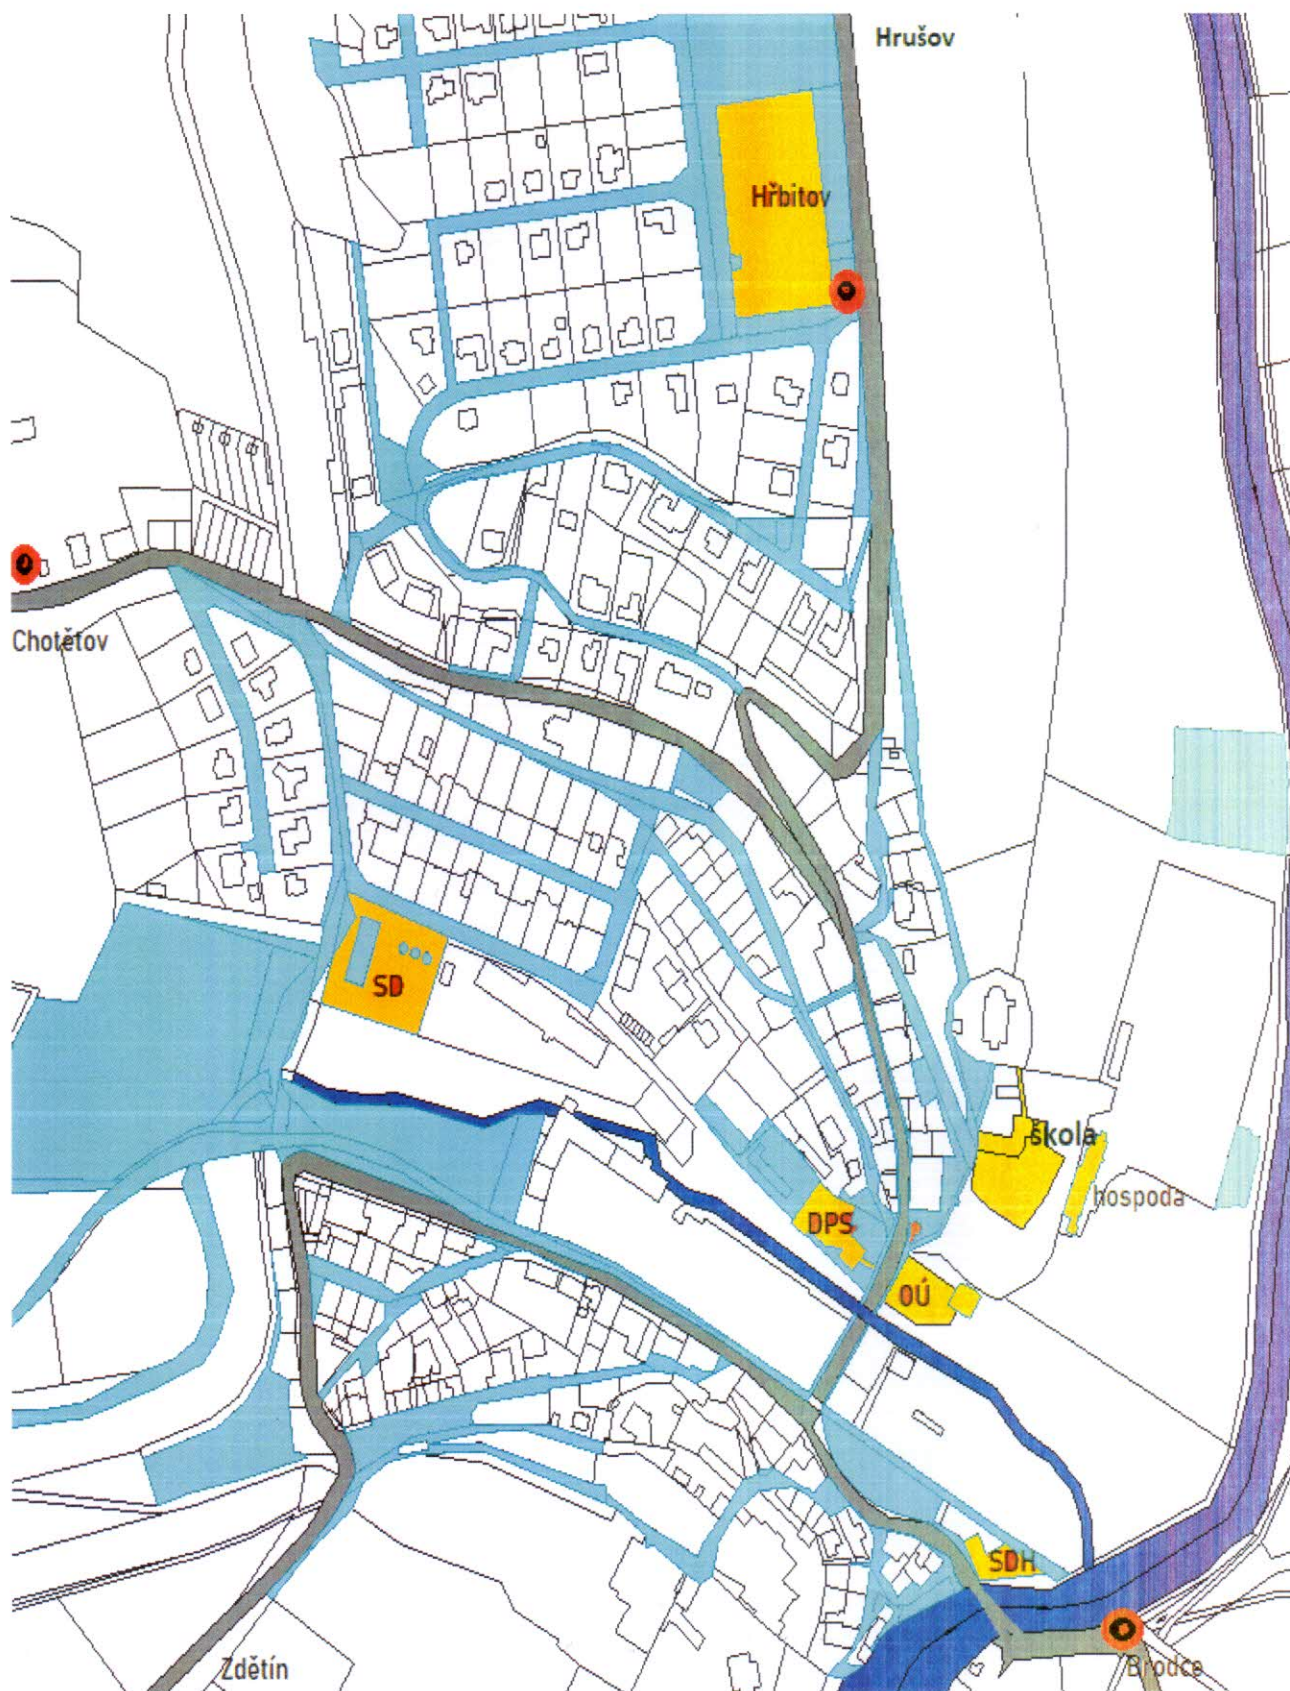 Hrušov
Hřbitov
Chotětov
SD
škola
hospoda
DPS
OÚ
SDH
Zdětín
Brodce